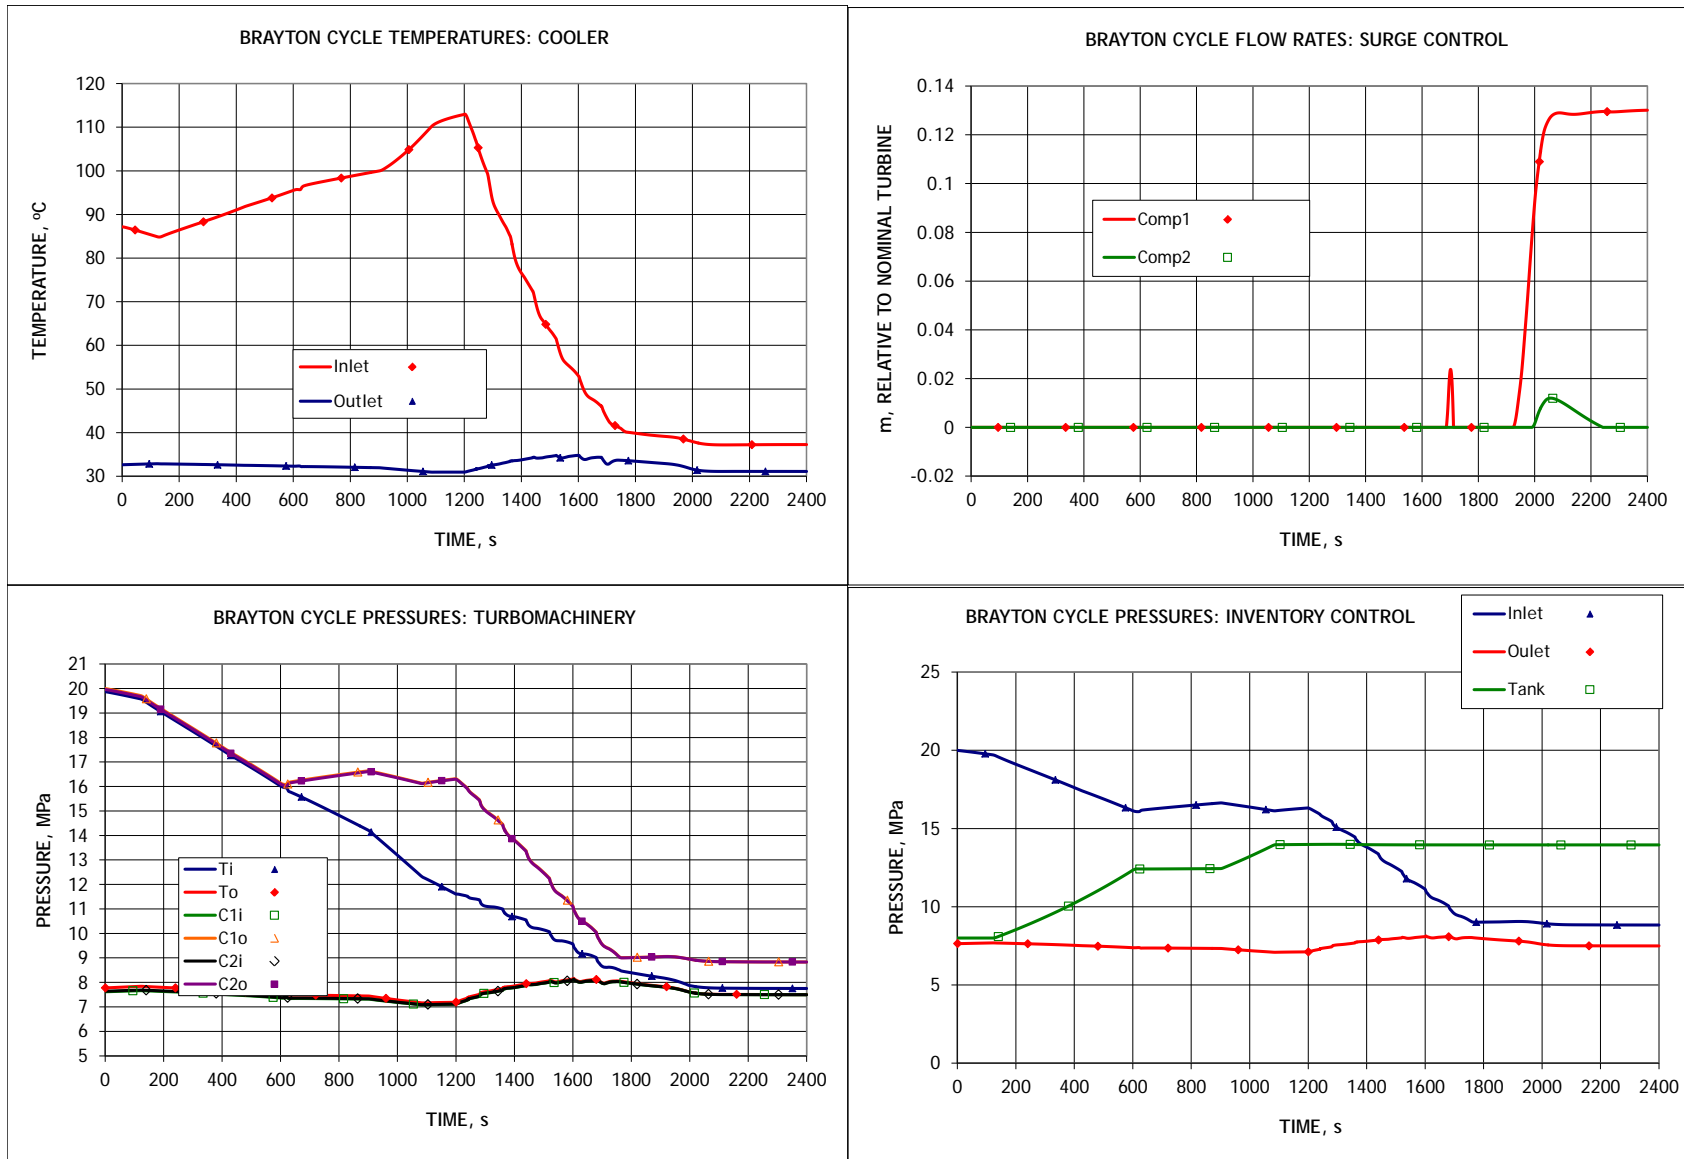 BRAYTON CYCLE TEMPERATURES: COOLER
120
110
100
90
80
70
60
50
40
30
TEMPERATURE, ºC
Inlet
Outlet
0 200 400 600 800 1000 1200 1400 1600 1800 2000 2200 2400
TIME, s
BRAYTON CYCLE FLOW RATES: SURGE CONTROL
0.14
0.12
0.1
0.08
0.06
0.04
0.02
0
-0.02
m, RELATIVE TO NOMINAL TURBINE
Comp1
Comp2
0 200 400 600 800 1000 1200 1400 1600 1800 2000 2200 2400
TIME, s
BRAYTON CYCLE PRESSURES: TURBOMACHINERY
21
20
19
18
17
16
15
14
13
12
11
10
9
8
7
6
5
PRESSURE, MPa
Ti
To
C1i
C1o
C2i
C2o
0 200 400 600 800 1000 1200 1400 1600 1800 2000 2200 2400
TIME, s
BRAYTON CYCLE PRESSURES: INVENTORY CONTROL
Inlet
Oulet
Tank
25
20
15
10
5
0
PRESSURE, MPa
0 200 400 600 800 1000 1200 1400 1600 1800 2000 2200 2400
TIME, s